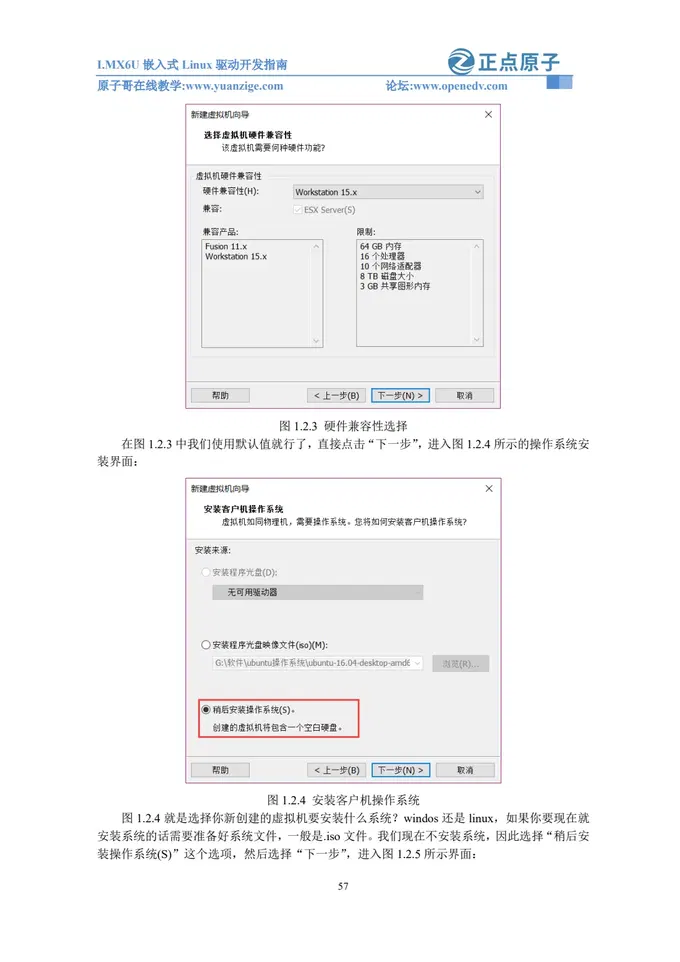 I.MX6U 嵌入式 Linux 驱动开发指南
正点原子
原子哥在线教学:www.yuanzige.com 论坛:www.openedv.com
新建虚拟机向导
选择虚拟机硬件兼容性
该虚拟机需要何种硬件功能?
虚拟机硬件兼容性
硬件兼容性(H): Workstation 15.x
兼容: ESX Server(S)
兼容产品: 限制:
Fusion 11.x 64 GB 内存
Workstation 15.x 16 个处理器
10 个网络适配器
8 TB 磁盘大小
3 GB 共享图形内存
帮助 < 上一步(B) 下一步(N) > 取消
图 1.2.3 硬件兼容性选择
在图 1.2.3 中我们使用默认值就行了，直接点击“下一步”，进入图 1.2.4 所示的操作系统安
装界面：
新建虚拟机向导
安装客户机操作系统
虚拟机如同物理机，需要操作系统。您将如何安装客户机操作系统?
安装来源:
安装程序光盘(D):
无可用驱动器
安装程序光盘映像文件(iso)(M):
G:\软件\ubuntu操作系统\ubuntu-16.04-desktop-amd6 浏览(R)...
稍后安装操作系统(S)。
创建的虚拟机将包含一个空白硬盘。
帮助 < 上一步(B) 下一步(N) > 取消
图 1.2.4 安装客户机操作系统
图 1.2.4 就是选择你新创建的虚拟机要安装什么系统？windos 还是 linux，如果你要现在就
安装系统的话需要准备好系统文件，一般是.iso 文件。我们现在不安装系统，因此选择“稍后安
装操作系统(S)”这个选项，然后选择“下一步”，进入图 1.2.5 所示界面：
57